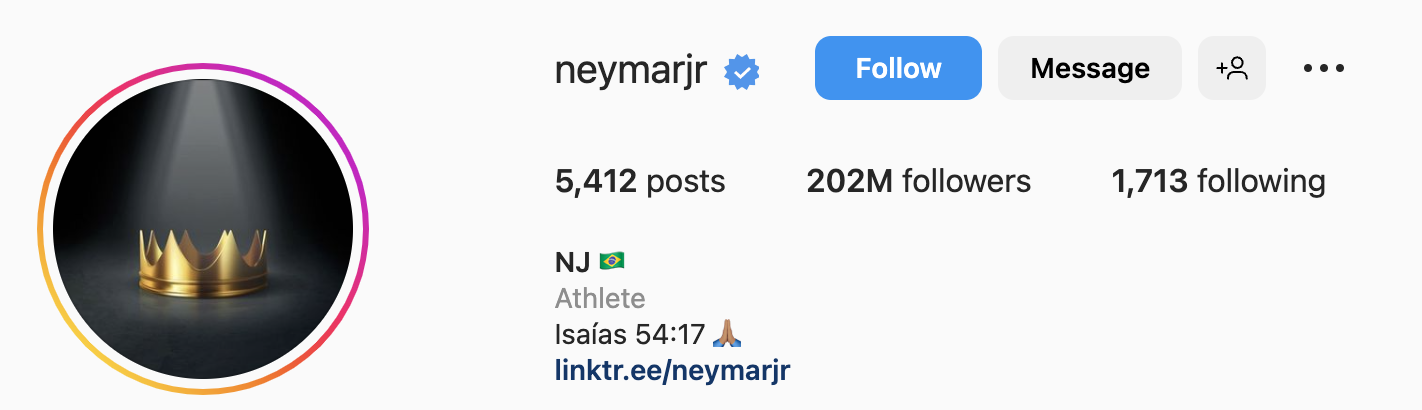 neymarjr Follow Message
5,412 posts 202M followers 1,713 following
NJ 🇧🇷
Athlete
Isaías 54:17 🙏🏽
linktr.ee/neymarjr